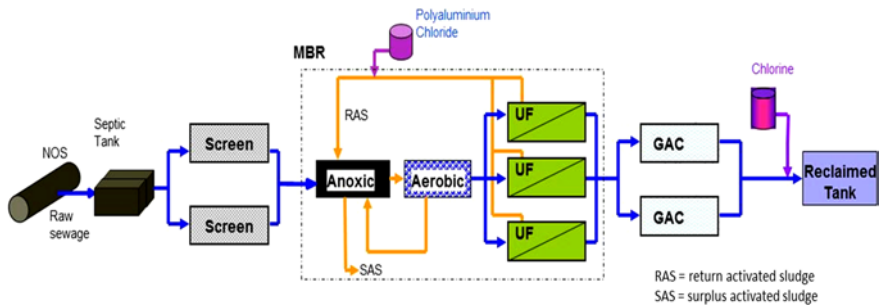 Polyaluminium
Chloride
MBR
Chlorine
Septic
Tank
RAS
UF
NOS
Screen
GAC
Anoxic
Aerobic
UF
Reclaimed
Tank
Raw
sewage
Screen
GAC
UF
SAS
RAS = return activated sludge
SAS = surplus activated sludge